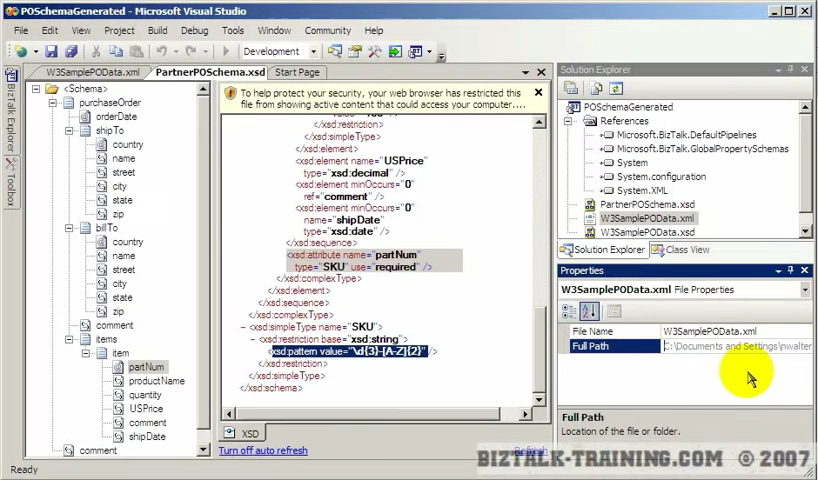 POSchemaGenerated - Microsoft Visual Studio
File Edit View Project Build Debug Data Tools Window Community Help
Development
W3SamplePOData.xml PartnerPOSchema.xsd Start Page
BizTalk Explorer
Toolbox
<Schema>
purchaseOrder
orderDate
shipTo
country
name
street
city
state
zip
billTo
country
name
street
city
state
zip
comment
items
item
partNum
productName
quantity
USPrice
comment
shipDate
comment
To help protect your security, your web browser has restricted this
file from showing active content that could access your computer....
</xsd:restriction>
</xsd:simpleType>
</xsd:element>
<xsd:element name="USPrice"
type="xsd:decimal" />
<xsd:element minOccurs="0"
ref="comment" />
<xsd:element minOccurs="0"
name="shipDate"
type="xsd:date" />
</xsd:sequence>
<xsd:attribute name="partNum"
type="SKU" use="required" />
</xsd:complexType>
</xsd:element>
</xsd:sequence>
</xsd:complexType>
- <xsd:simpleType name="SKU">
- <xsd:restriction base="xsd:string">
<xsd:pattern value="\d{3}-[A-Z]{2}" />
</xsd:restriction>
</xsd:simpleType>
</xsd:schema>
XSD
Turn off auto refresh Refresh
Solution Explorer
POSchemaGenerated
References
Microsoft.BizTalk.DefaultPipelines
Microsoft.BizTalk.GlobalPropertySchemas
System
System.configuration
System.XML
PartnerPOSchema.xsd
W3SamplePOData.xml
W3SamplePOData.xsd
Solution Explorer Class View
Properties
W3SamplePOData.xml File Properties
File Name W3SamplePOData.xml
Full Path C:\Documents and Settings\nwalter
Full Path
Location of the file or folder.
Ready
BIZTALK-TRAINING.COM © 2007